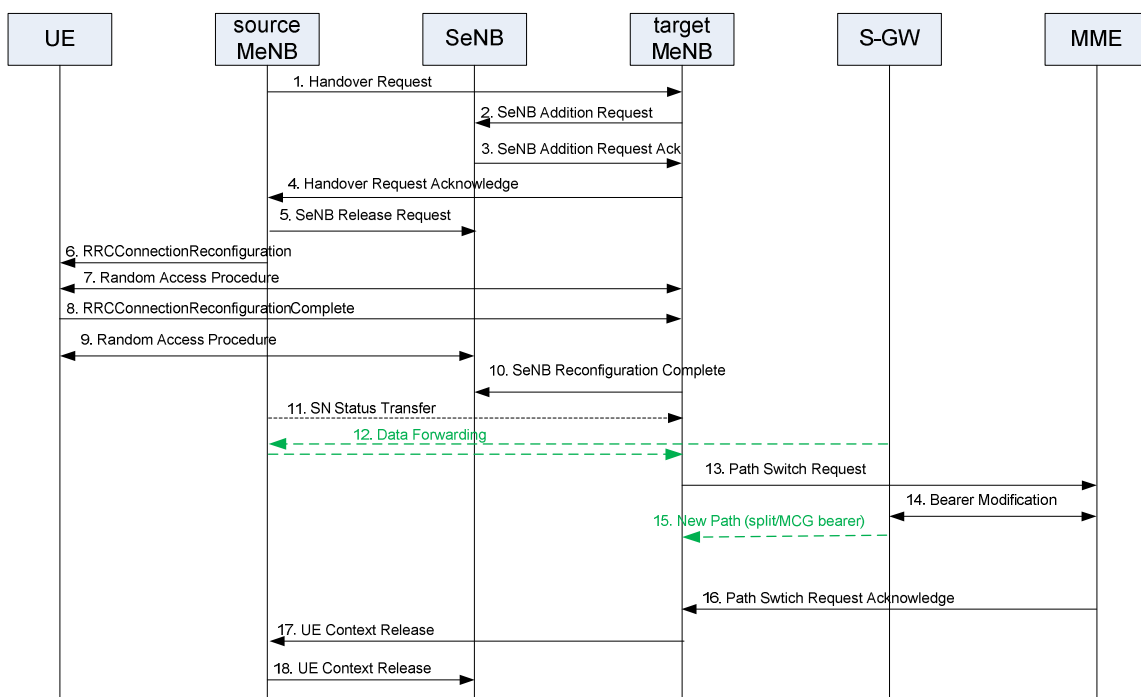 UE
source
MeNB
SeNB
target
MeNB
S-GW
MME
1. Handover Request
2. SeNB Addition Request
3. SeNB Addition Request Ack
4. Handover Request Acknowledge
5. SeNB Release Request
6. RRCConnectionReconfiguration
7. Random Access Procedure
8. RRCConnectionReconfigurationComplete
9. Random Access Procedure
10. SeNB Reconfiguration Complete
11. SN Status Transfer
12. Data Forwarding
13. Path Switch Request
14. Bearer Modification
15. New Path (split/MCG bearer)
16. Path Swtich Request Acknowledge
17. UE Context Release
18. UE Context Release